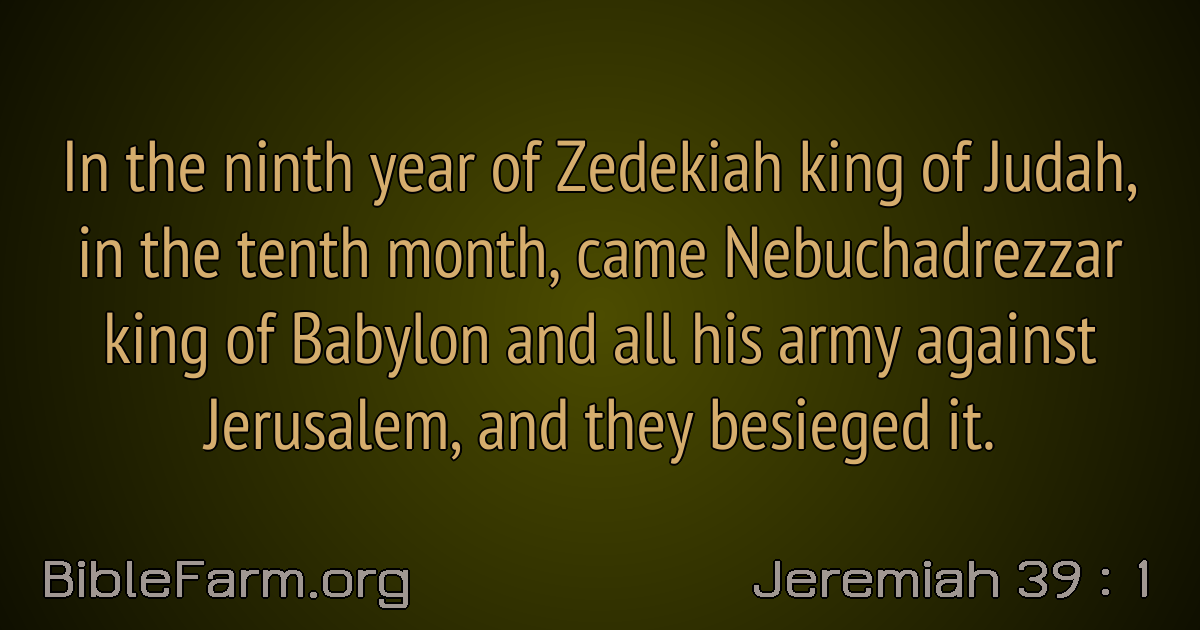 In the ninth year of Zedekiah king of Judah,
in the tenth month, came Nebuchadrezzar
king of Babylon and all his army against
Jerusalem, and they besieged it.
BibleFarm.org
Jeremiah 39 : 1